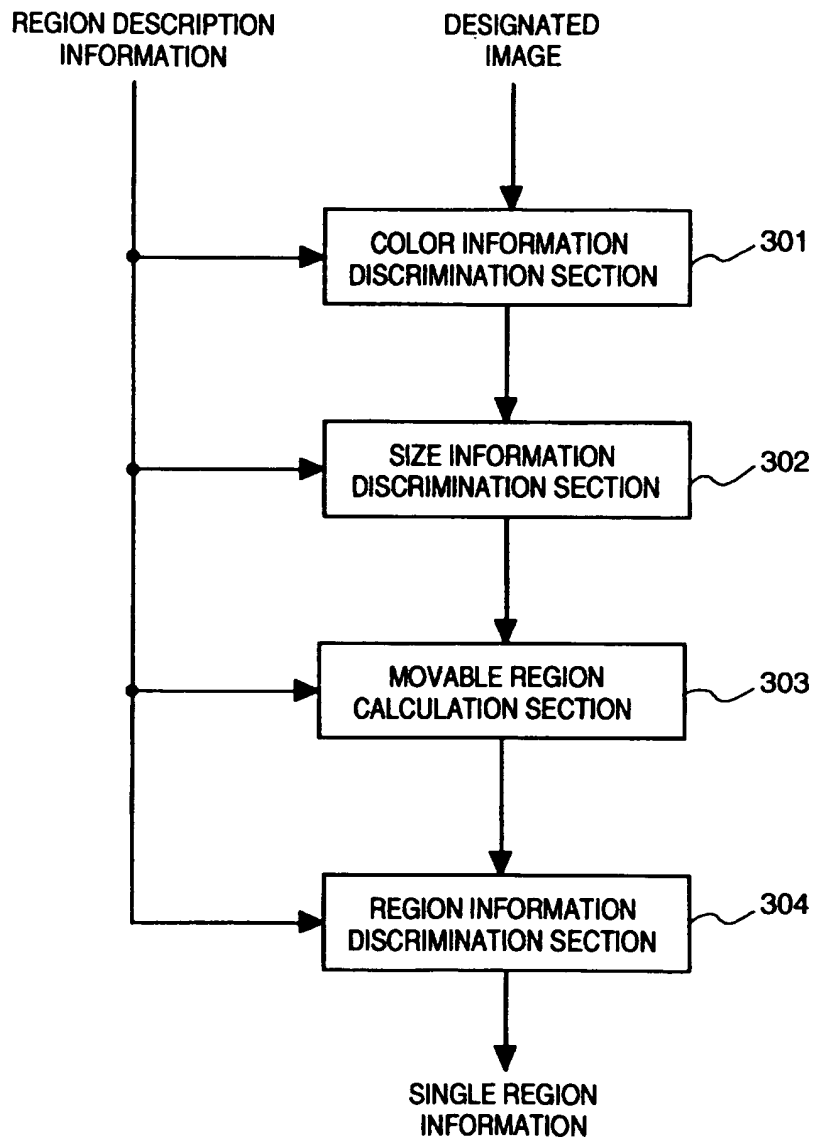 REGION DESCRIPTION
INFORMATION
DESIGNATED
IMAGE
COLOR INFORMATION
DISCRIMINATION SECTION
301
SIZE INFORMATION
DISCRIMINATION SECTION
302
MOVABLE REGION
CALCULATION SECTION
303
REGION INFORMATION
DISCRIMINATION SECTION
304
SINGLE REGION
INFORMATION